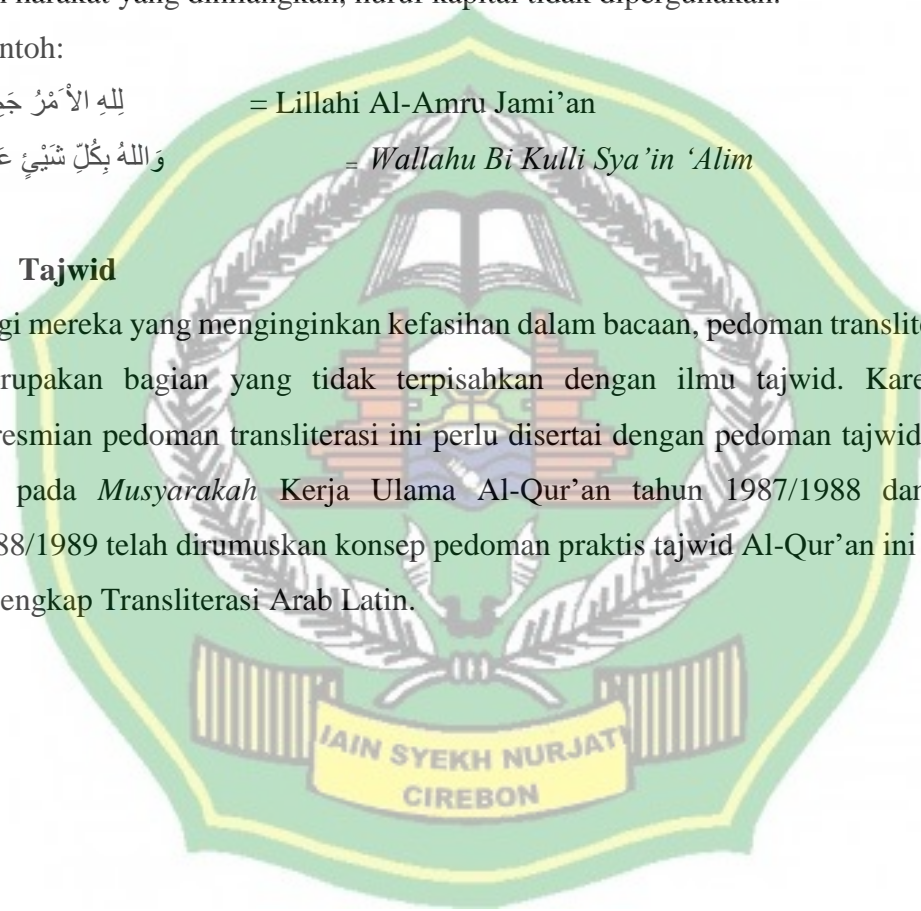 harakat yang dihilangkan, huruf kapital tidak dipergunakan.
ntoh:
لِلهِ الاْ َمْرُ = Lillahi Al-Amru Jami’an
وَاللهُ بِكُلِّ شَيْئٍ = Wallahu Bi Kulli Sya’in ‘Alim
Tajwid
gi mereka yang menginginkan kefasihan dalam bacaan, pedoman translit
rupakan bagian yang tidak terpisahkan dengan ilmu tajwid. Kare
resmian pedoman transliterasi ini perlu disertai dengan pedoman tajwid
pada Musyarakah Kerja Ulama Al-Qur’an tahun 1987/1988 dan
88/1989 telah dirumuskan konsep pedoman praktis tajwid Al-Qur’an ini
engkap Transliterasi Arab Latin.
IAIN SYEKH NURJATI
CIREBON